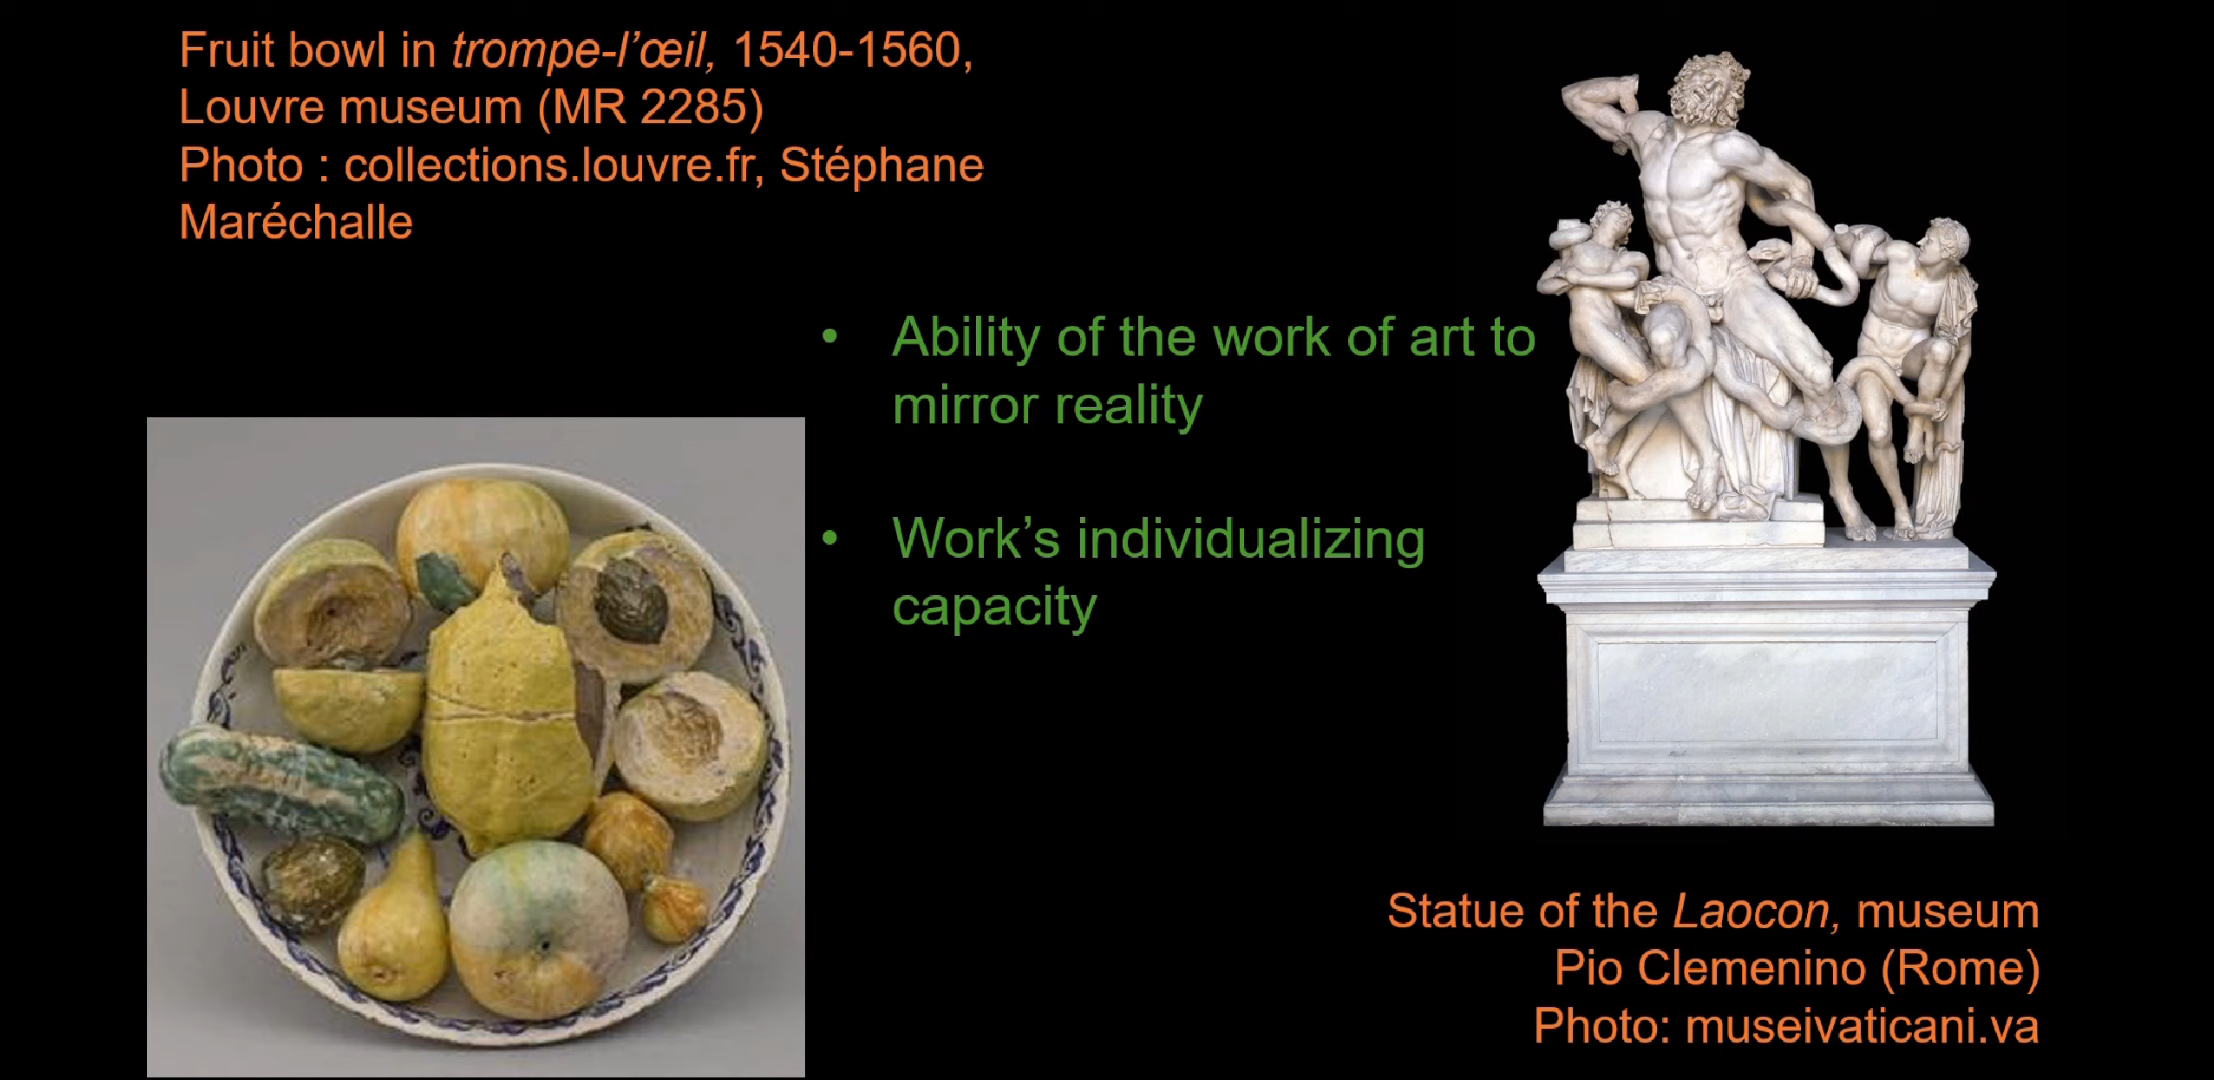 Fruit bowl in trompe-l’œil, 1540-1560,
Louvre museum (MR 2285)
Photo : collections.louvre.fr, Stéphane
Maréchalle
• Ability of the work of art to
mirror reality
• Work’s individualizing
capacity
Statue of the Laocon, museum
Pio Clemenino (Rome)
Photo: museivaticani.va